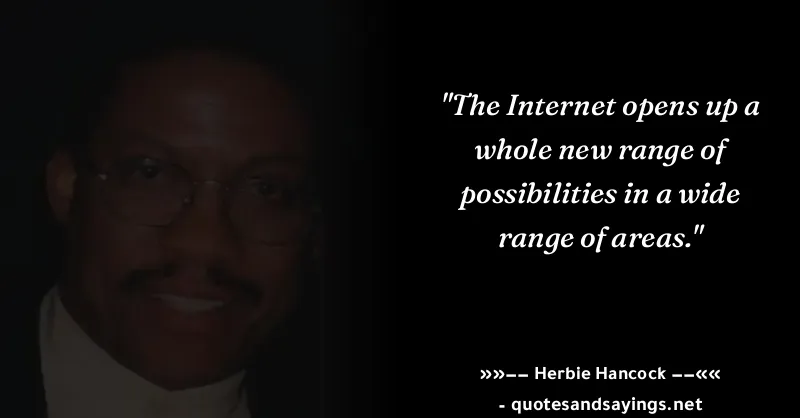 "The Internet opens up a
whole new range of
possibilities in a wide
range of areas."
»»−− Herbie Hancock −−««
- quotesandsayings.net